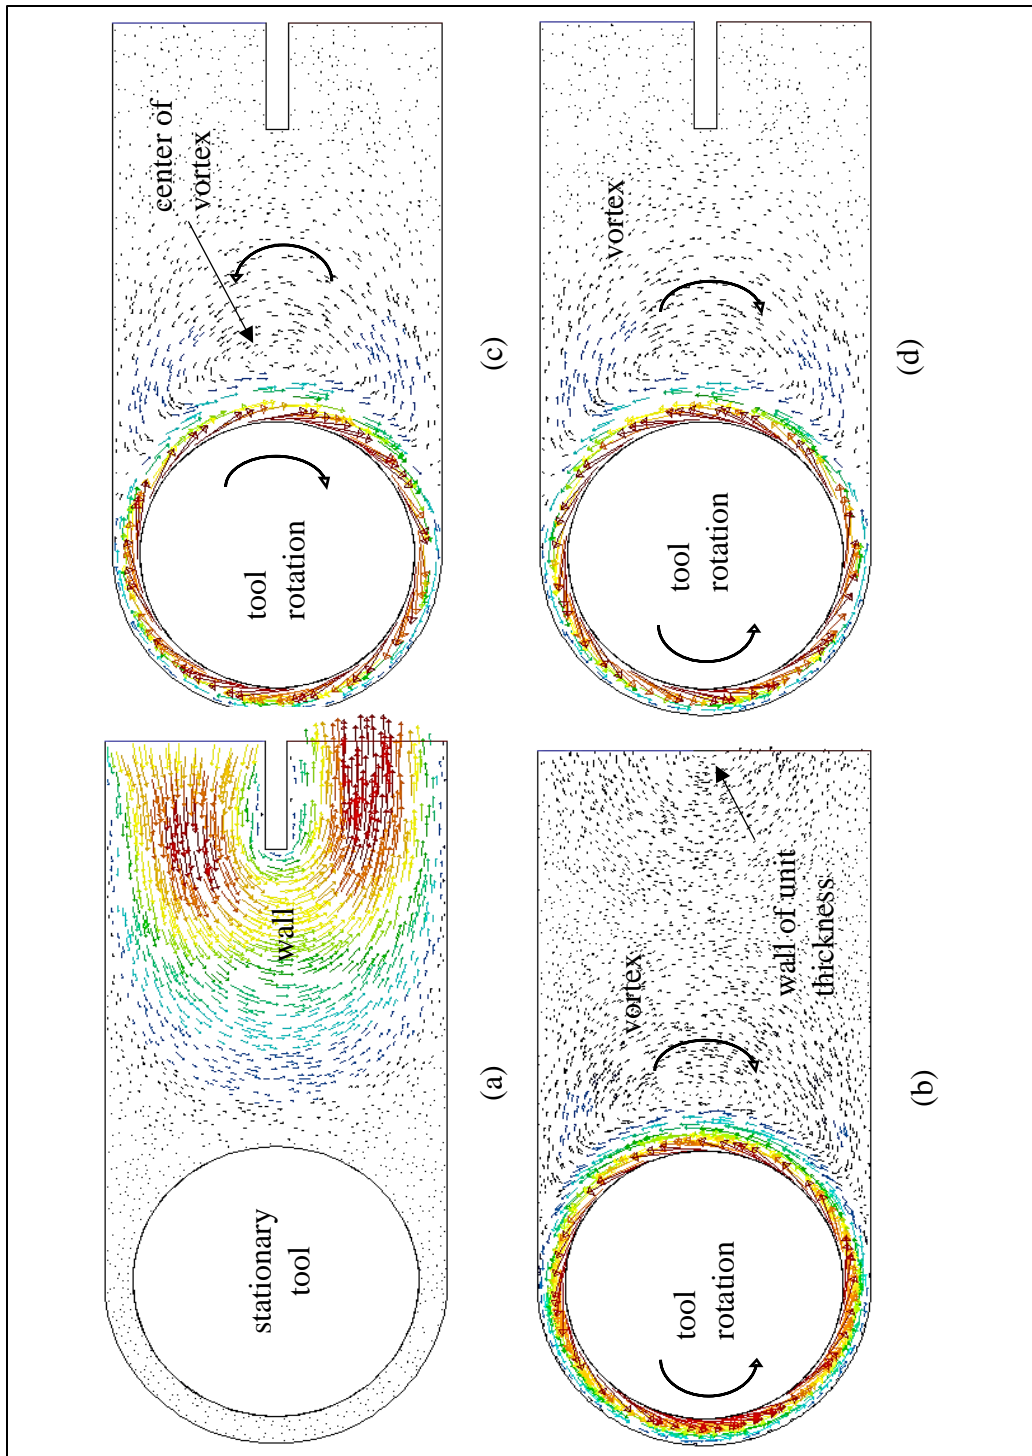 stationary
tool
wall
(a)
tool
rotation
vortex
wall of unit
thickness
(b)
tool
rotation
center of
vortex
(c)
tool
rotation
vortex
(d)